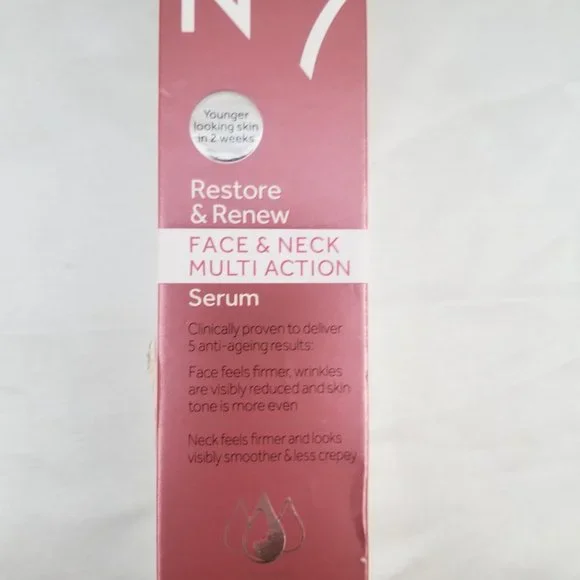 N7
Younger
looking skin
in 2 weeks
Restore
& Renew
FACE & NECK
MULTI ACTION
Serum
Clinically proven to deliver
5 anti-ageing results:
Face feels firmer, wrinkles
are visibly reduced and skin
tone is more even
Neck feels firmer and looks
visibly smoother & less crepey